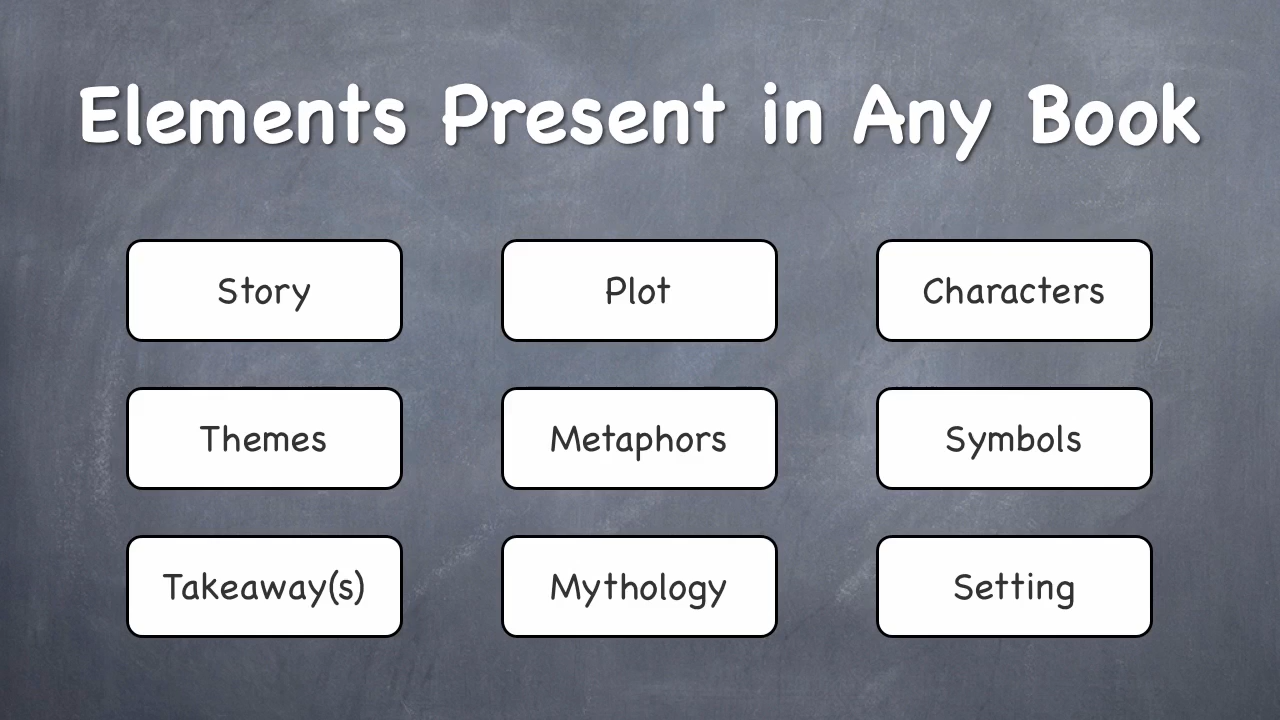 Elements Present in Any Book
Story
Plot
Characters
Themes
Metaphors
Symbols
Takeaway(s)
Mythology
Setting